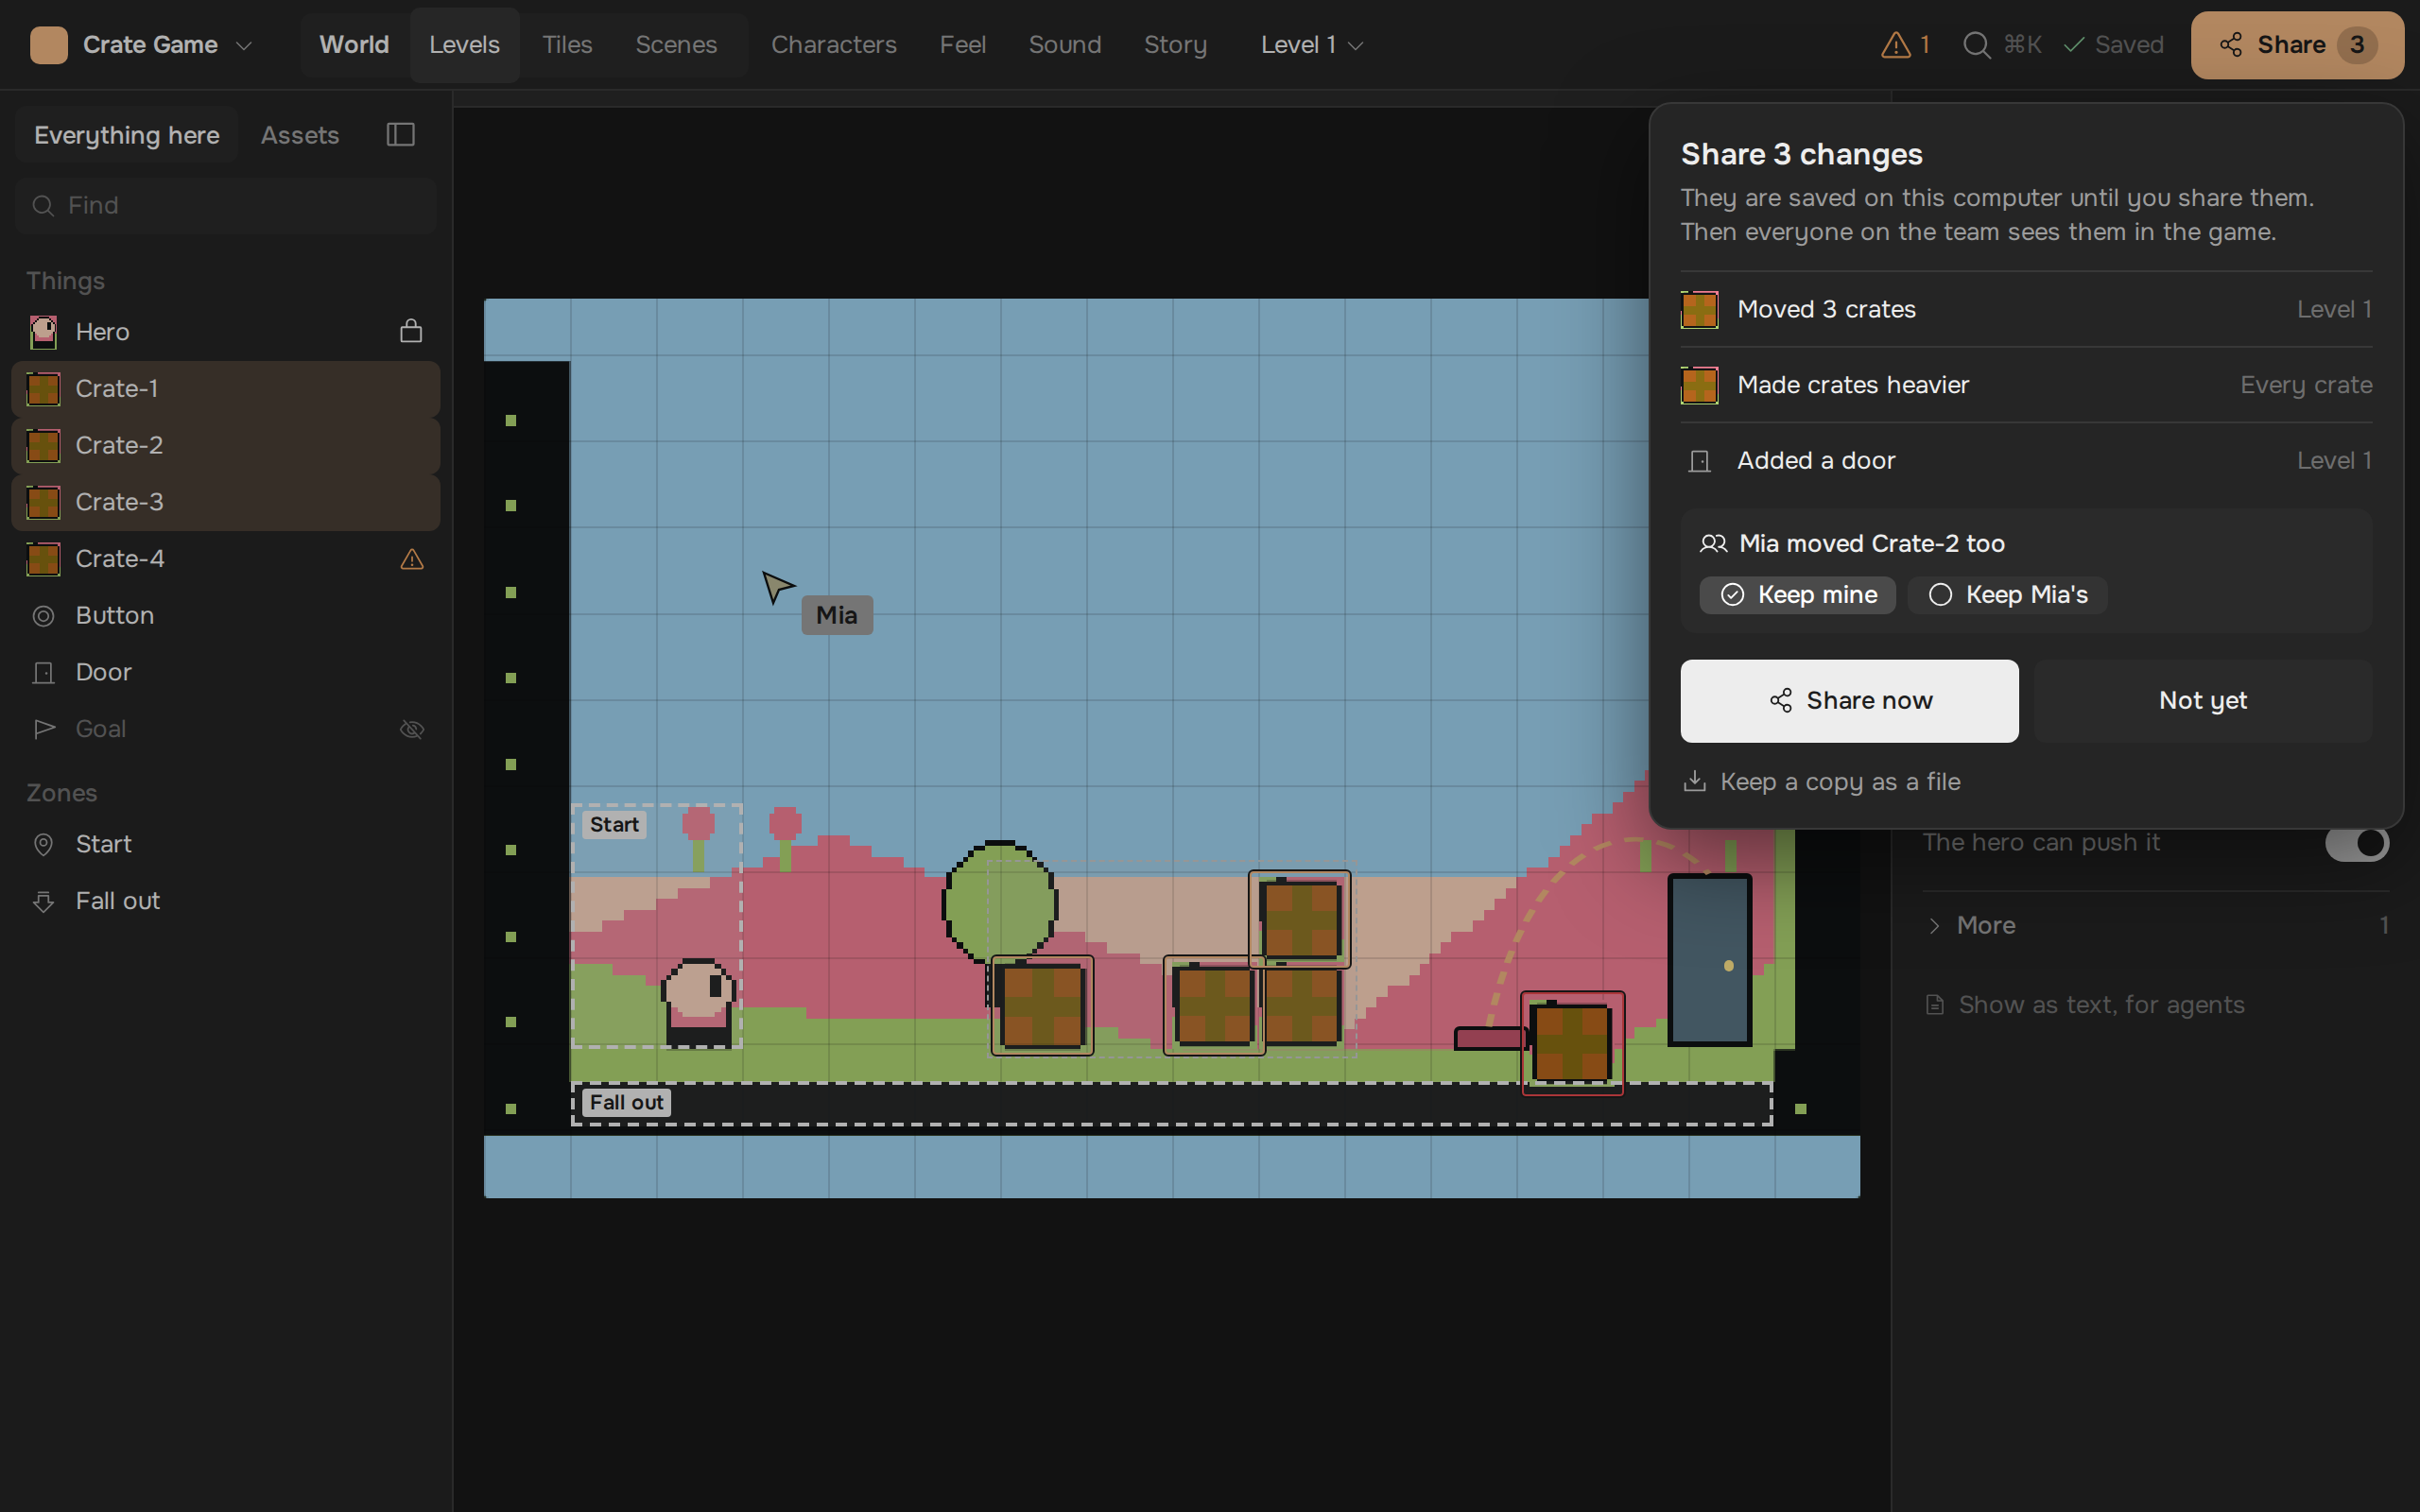 Crate Game
World
Levels
Tiles
Scenes
Characters
Feel
Sound
Story
Level 1
1
⌘K
Saved
Share 3
Everything here
Assets
Find
Things
Hero
Crate-1
Crate-2
Crate-3
Crate-4
Button
Door
Goal
Zones
Start
Fall out
Mia
Start
Fall out
Share 3 changes
They are saved on this computer until you share them.
Then everyone on the team sees them in the game.
Moved 3 crates Level 1
Made crates heavier Every crate
Added a door Level 1
Mia moved Crate-2 too
Keep mine
Keep Mia's
Share now
Not yet
Keep a copy as a file
The hero can push it
More 1
Show as text, for agents